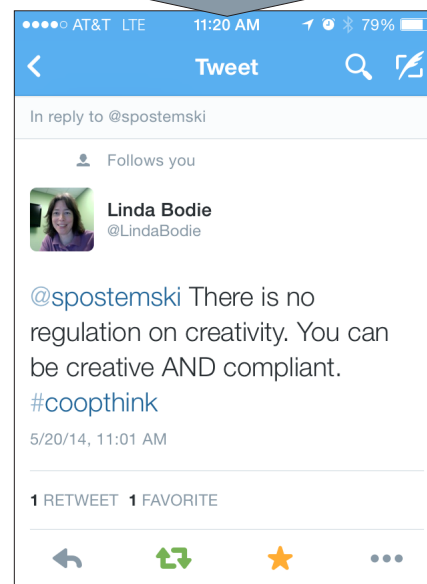 AT&T LTE 11:20 AM 79%
Tweet
In reply to @spostemski
Follows you
Linda Bodie
@LindaBodie
@spostemski There is no
regulation on creativity. You can
be creative AND compliant.
#coopthink
5/20/14, 11:01 AM
1 RETWEET 1 FAVORITE